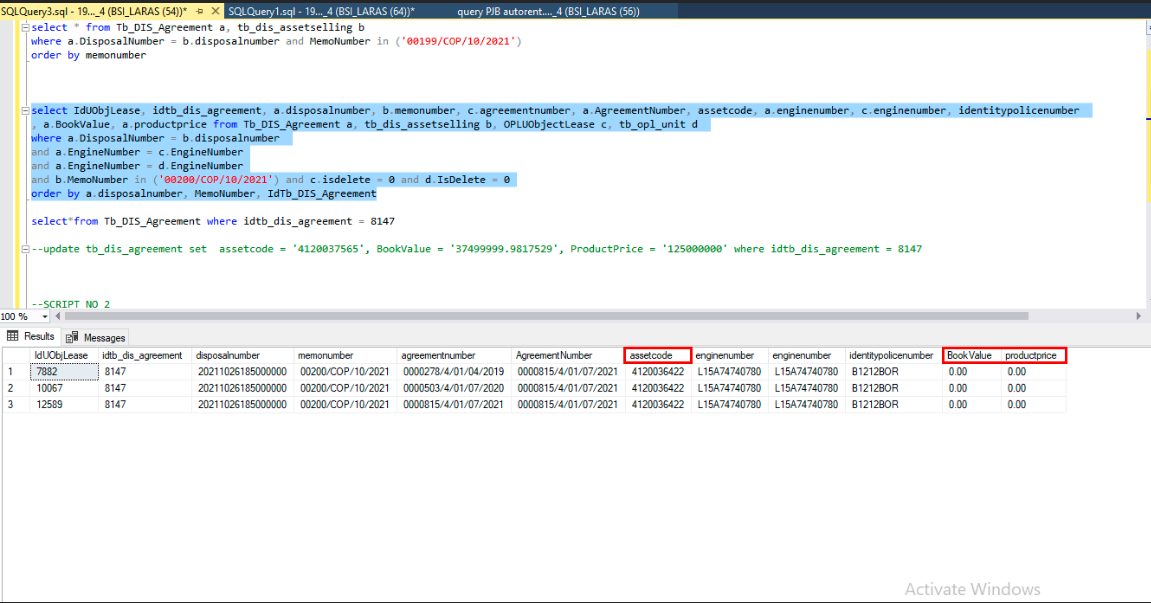 SQLQuery3.sql - 19..._4 (BSI_LARAS (54))* SQLQuery1.sql - 19..._4 (BSI_LARAS (64))* query PJB autorent...._4 (BSI_LARAS (56))
select * from Tb_DIS_Agreement a, tb_dis_assetselling b
where a.DisposalNumber = b.disposalnumber and MemoNumber in ('00199/COP/10/2021')
order by memonumber
select IdUObjLease, idtb_dis_agreement, a.disposalnumber, b.memonumber, c.agreementnumber, a.AgreementNumber, assetcode, a.enginenumber, c.enginenumber, identitypolicenumber
, a.BookValue, a.productprice from Tb_DIS_Agreement a, tb_dis_assetselling b, OPLUObjectLease c, tb_opl_unit d
where a.DisposalNumber = b.disposalnumber
and a.EngineNumber = c.EngineNumber
and a.EngineNumber = d.EngineNumber
and b.MemoNumber in ('00200/COP/10/2021') and c.isdelete = 0 and d.IsDelete = 0
order by a.disposalnumber, MemoNumber, IdTb_DIS_Agreement
select*from Tb_DIS_Agreement where idtb_dis_agreement = 8147
--update tb_dis_agreement set  assetcode = '4120037565', BookValue = '37499999.9817529', ProductPrice = '125000000' where idtb_dis_agreement = 8147
--SCRIPT NO 2
100 %
Results Messages
IdUObjLease idtb_dis_agreement disposalnumber memonumber agreementnumber AgreementNumber assetcode enginenumber enginenumber identitypolicenumber BookValue productprice
1 7882 8147 20211026185000000 00200/COP/10/2021 0000278/4/01/04/2019 0000815/4/01/07/2021 4120036422 L15A74740780 L15A74740780 B1212BOR 0.00 0.00
2 10067 8147 20211026185000000 00200/COP/10/2021 0000503/4/01/07/2020 0000815/4/01/07/2021 4120036422 L15A74740780 L15A74740780 B1212BOR 0.00 0.00
3 12589 8147 20211026185000000 00200/COP/10/2021 0000815/4/01/07/2021 0000815/4/01/07/2021 4120036422 L15A74740780 L15A74740780 B1212BOR 0.00 0.00
Activate Windows